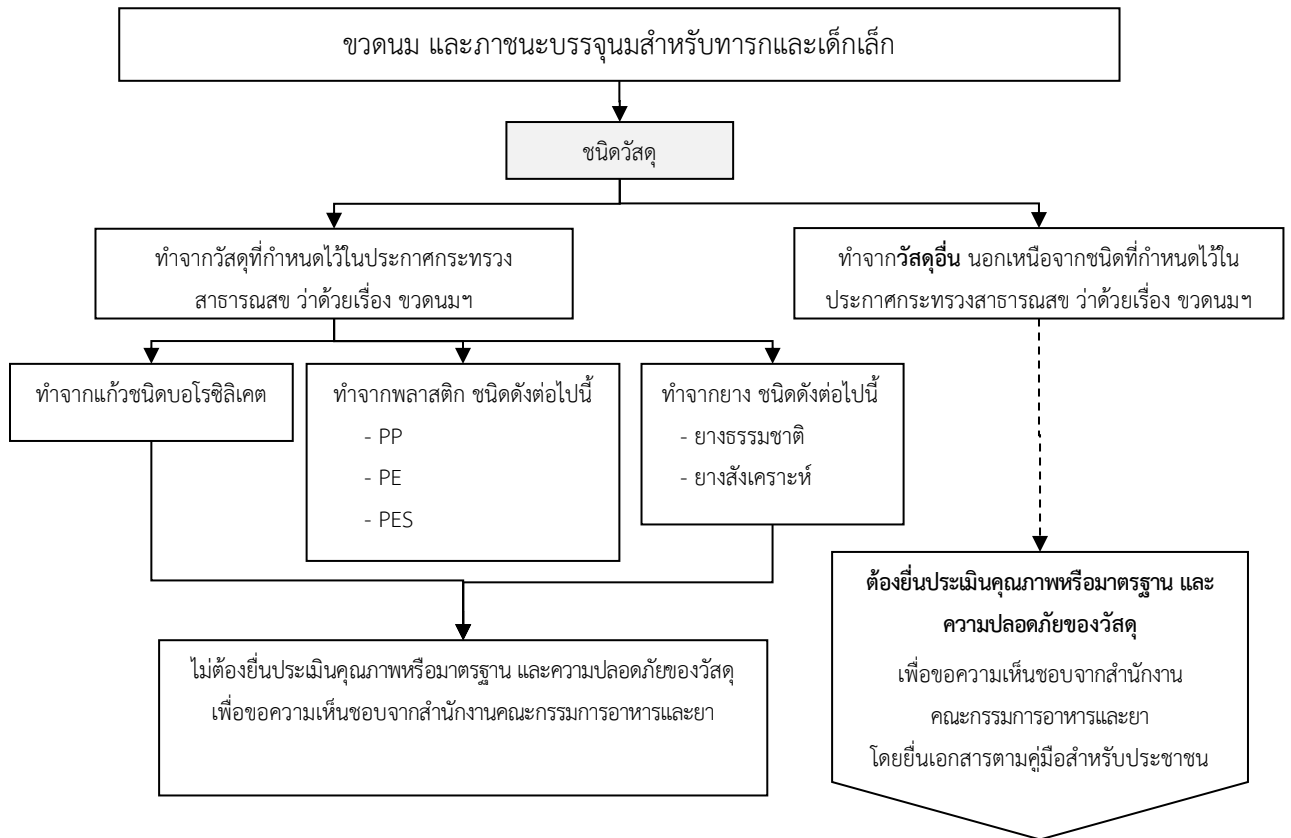 ขวดนม และภาชนะบรรจุนมสำหรับทารกและเด็กเล็ก
ชนิดวัสดุ
ทำจากวัสดุที่กำหนดไว้ในประกาศกระทรวง
สาธารณสข ว่าด้วยเรื่อง ขวดนมฯ
ทำจากวัสดุอื่น นอกเหนือจากชนิดที่กำหนดไว้ใน
ประกาศกระทรวงสาธารณสข ว่าด้วยเรื่อง ขวดนมฯ
ทำจากแก้วชนิดบอโรซิลิเคต
ทำจากพลาสติก ชนิดดังต่อไปนี้
- PP
- PE
- PES
ทำจากยาง ชนิดดังต่อไปนี้
- ยางธรรมชาติ
- ยางสังเคราะห์
ไม่ต้องยื่นประเมินคุณภาพหรือมาตรฐาน และความปลอดภัยของวัสดุ
เพื่อขอความเห็นชอบจากสำนักงานคณะกรรมการอาหารและยา
ต้องยื่นประเมินคุณภาพหรือมาตรฐาน และ
ความปลอดภัยของวัสดุ
เพื่อขอความเห็นชอบจากสำนักงาน
คณะกรรมการอาหารและยา
โดยยื่นเอกสารตามคู่มือสำหรับประชาชน